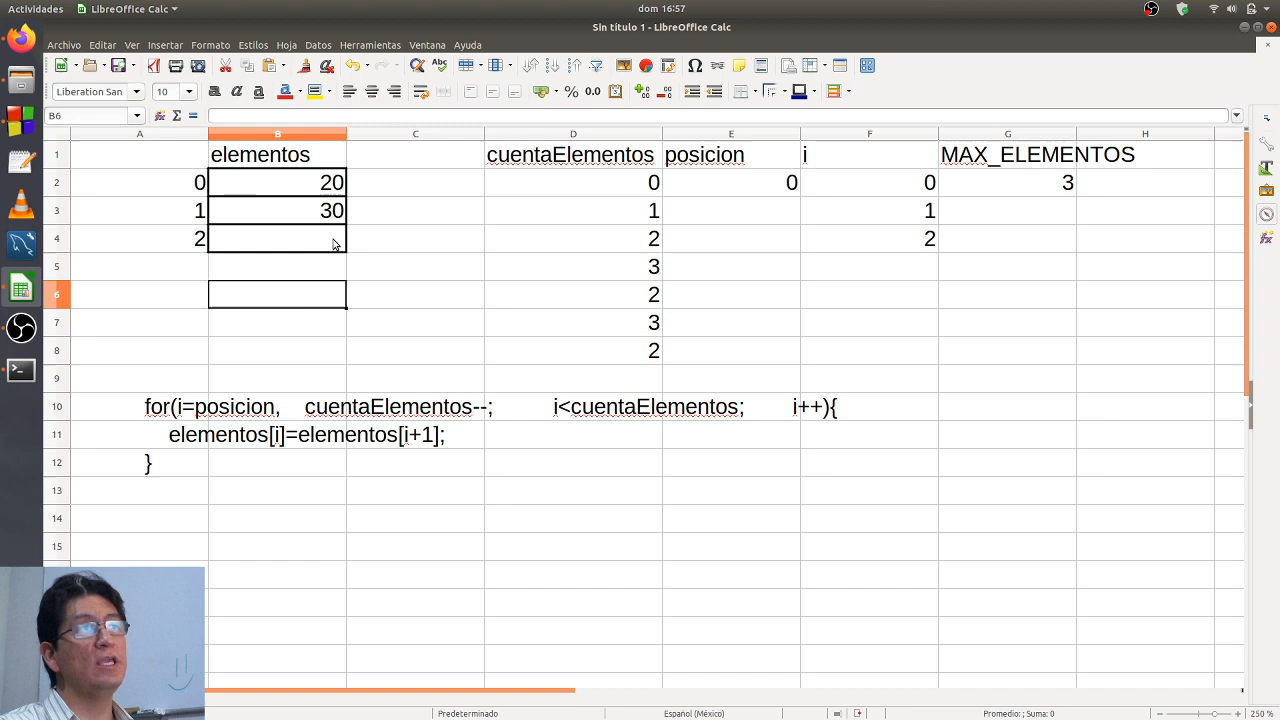 Actividades LibreOffice Calc dom 16:57
Sin título 1 - LibreOffice Calc
Archivo Editar Ver Insertar Formato Estilos Hoja Datos Herramientas Ventana Ayuda
Liberation San 10 0.0
B6 Σ =
A B C D E F G H
1 elementos cuentaElementos posicion i MAX_ELEMENTOS
2 0 20 0 0 0 3
3 1 30 1 1
4 2 2 2
5 3
6 2
7 3
8 2
9
10 for(i=posicion, cuentaElementos--; i<cuentaElementos; i++){
11 elementos[i]=elementos[i+1];
12 }
13
14
15
Predeterminado Español (México) Promedio: ; Suma: 0 250 %